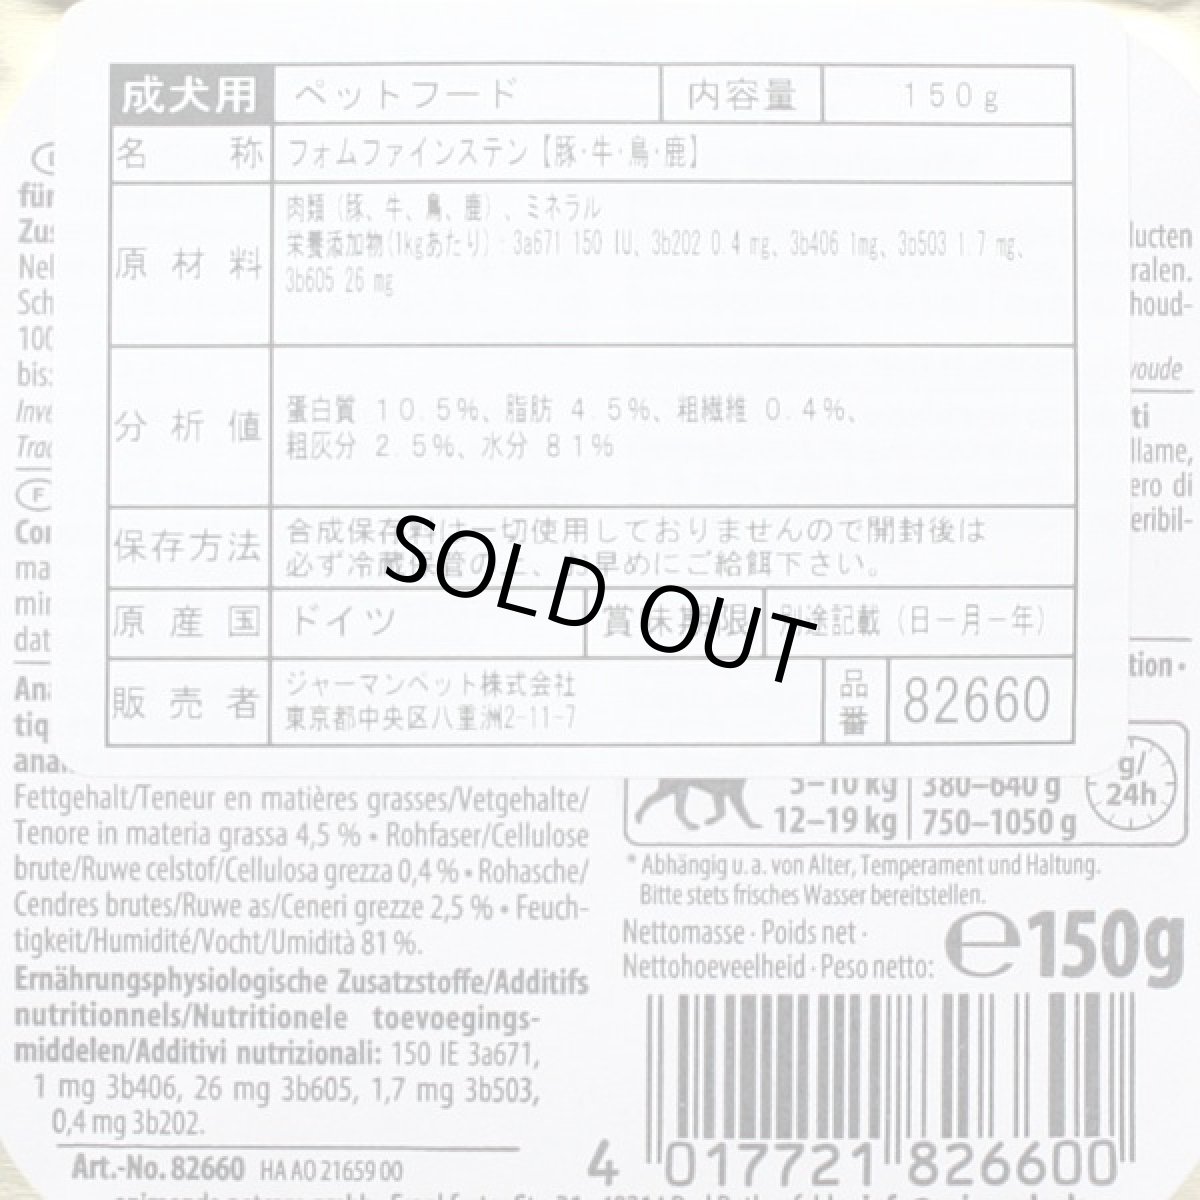 成犬用 ペットフード 内容量 150g
名 称 フォムファインステン【豚・牛・鳥・鹿】
原材料 肉類（豚、牛、鳥、鹿）、ミネラル
栄養添加物(1kgあたり)：3a671 150 IU、3b202 0.4 mg、3b406 1mg、3b503 1.7 mg、
3b605 26 mg
分析値 蛋白質 10.5%、脂肪 4.5%、粗繊維 0.4%、
粗灰分 2.5%、水分 81%
保存方法 合成保存料は一切使用しておりませんので開封後は
必ず冷蔵保管の上、お早めにご給餌下さい。
原産国 ドイツ 賞味期限 別途記載（日－月－年）
販売者 ジャーマンペット株式会社
東京都中央区八重洲2-11-7
品番 82660
SOLD OUT
für
Nel
Sch
100
bis:
F
ma
min
dat
tiq
ana
Fettgehalt/Teneur en matières grasses/Vetgehalte/
Tenore in materia grassa 4,5 % • Rohfaser/Cellulose
brute/Ruwe celstof/Cellulosa grezza 0,4 % • Rohasche/
Cendres brutes/Ruwe as/Ceneri grezze 2,5 % • Feuch-
tigkeit/Humidité/Vocht/Umidità 81 %.
Ernährungsphysiologische Zusatzstoffe/Additifs
nutritionnels/Nutritionele toevoegings-
middelen/Additivi nutrizionali: 150 IE 3a671,
1 mg 3b406, 26 mg 3b605, 1,7 mg 3b503,
0,4 mg 3b202.
Art.-No. 82660 HA AO 21659 00
lucten
ralen.
houd-
voude
ti
llame,
ero di
eribil-
tion •
5–10 kg 380–640 g
12–19 kg 750–1050 g
g/
24h
* Abhängig u. a. von Alter, Temperament und Haltung.
Bitte stets frisches Wasser bereitstellen.
Nettomasse · Poids net ·
Nettohoeveelheid · Peso netto: ℮150g
4 017721 826600